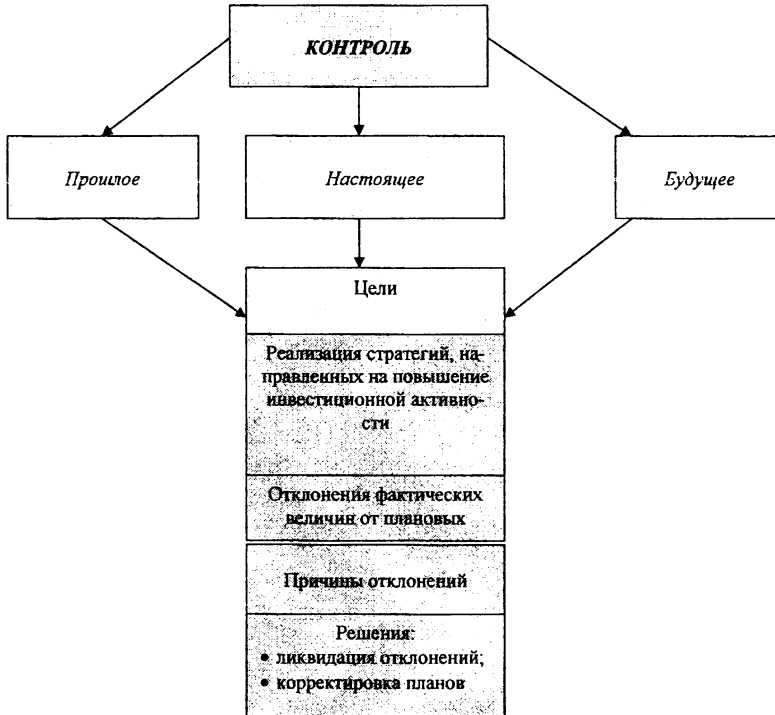 КОНТРОЛЬ
Прошлое
Настоящее
Будущее
Цели
Реализация стратегий, на-
правленных на повышение
инвестиционной активно-
сти
Отклонения фактических
величин от плановых
Причины отклонений
Решения:
• ликвидация отклонений;
• корректировка планов